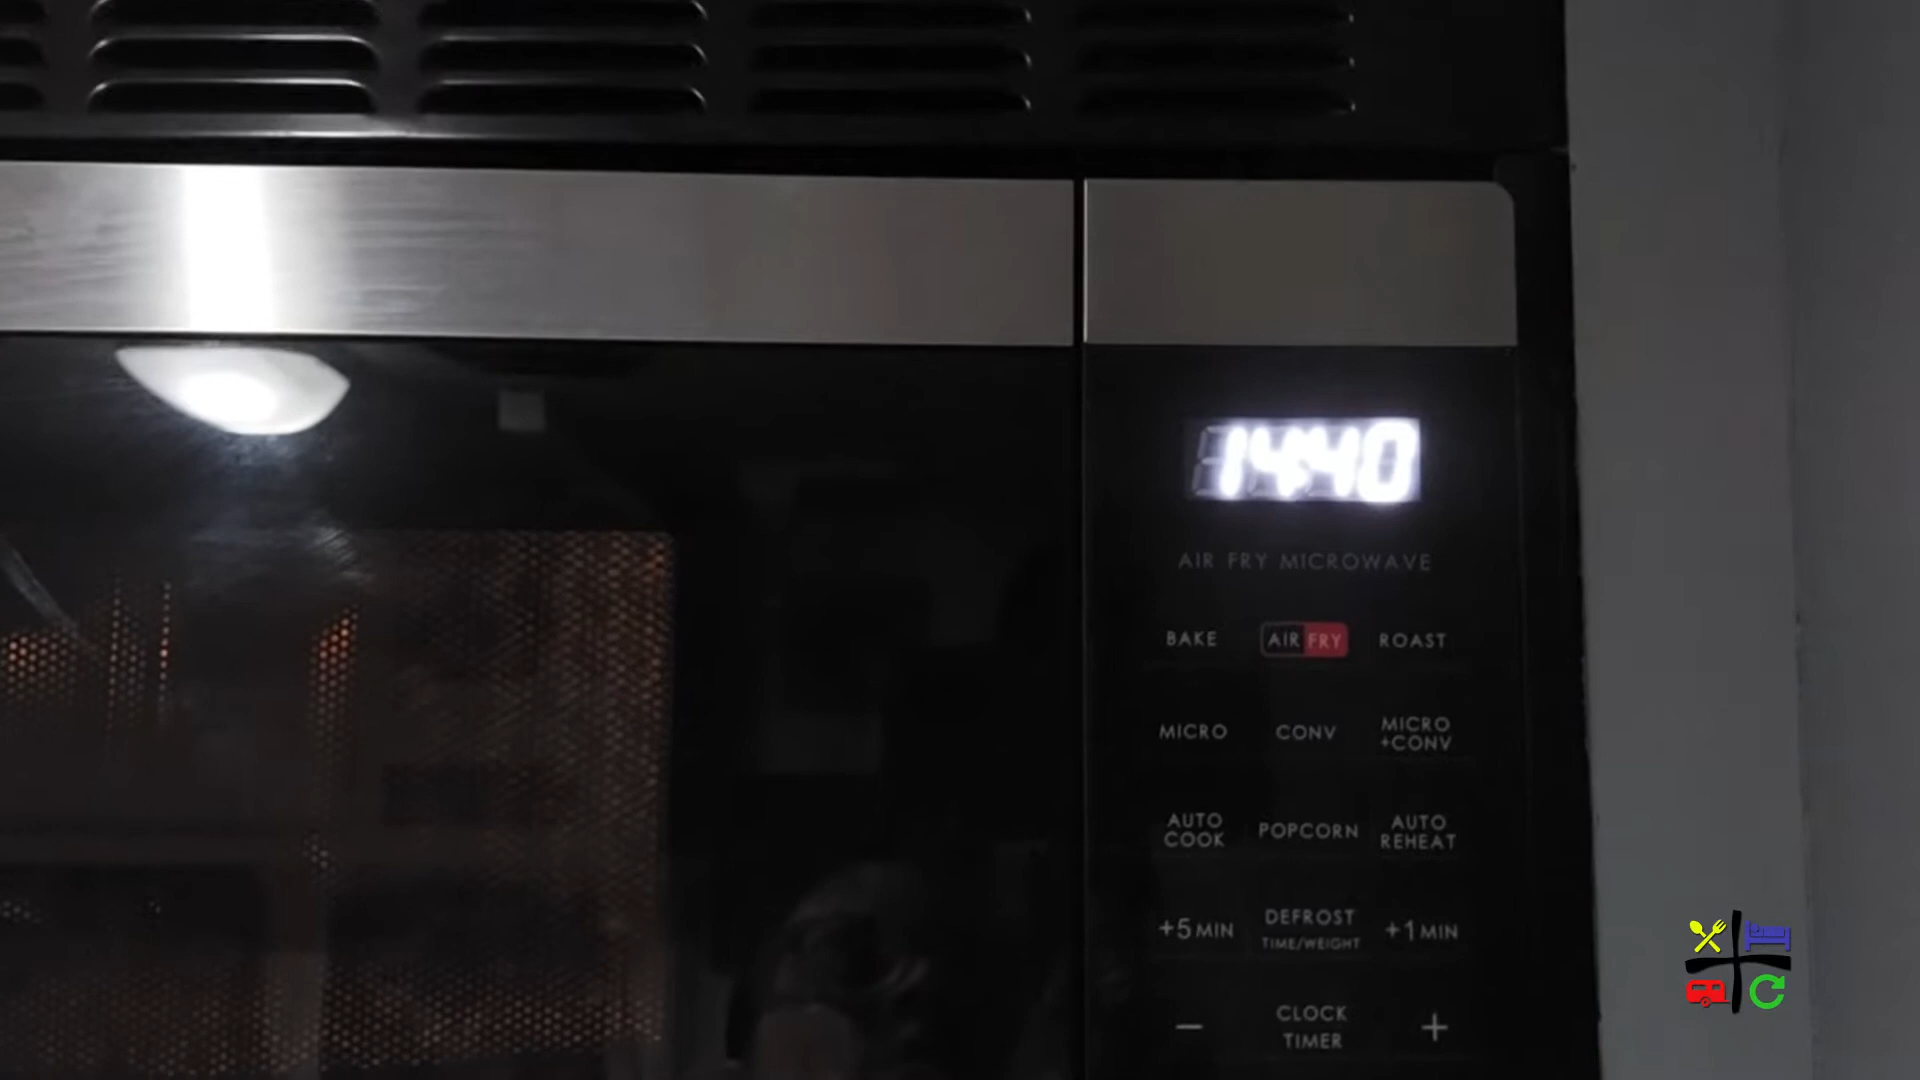 14:40
AIR FRY MICROWAVE
BAKE AIR FRY ROAST
MICRO CONV MICRO +CONV
AUTO COOK POPCORN AUTO REHEAT
+5 MIN DEFROST TIME/WEIGHT +1 MIN
− CLOCK TIMER +